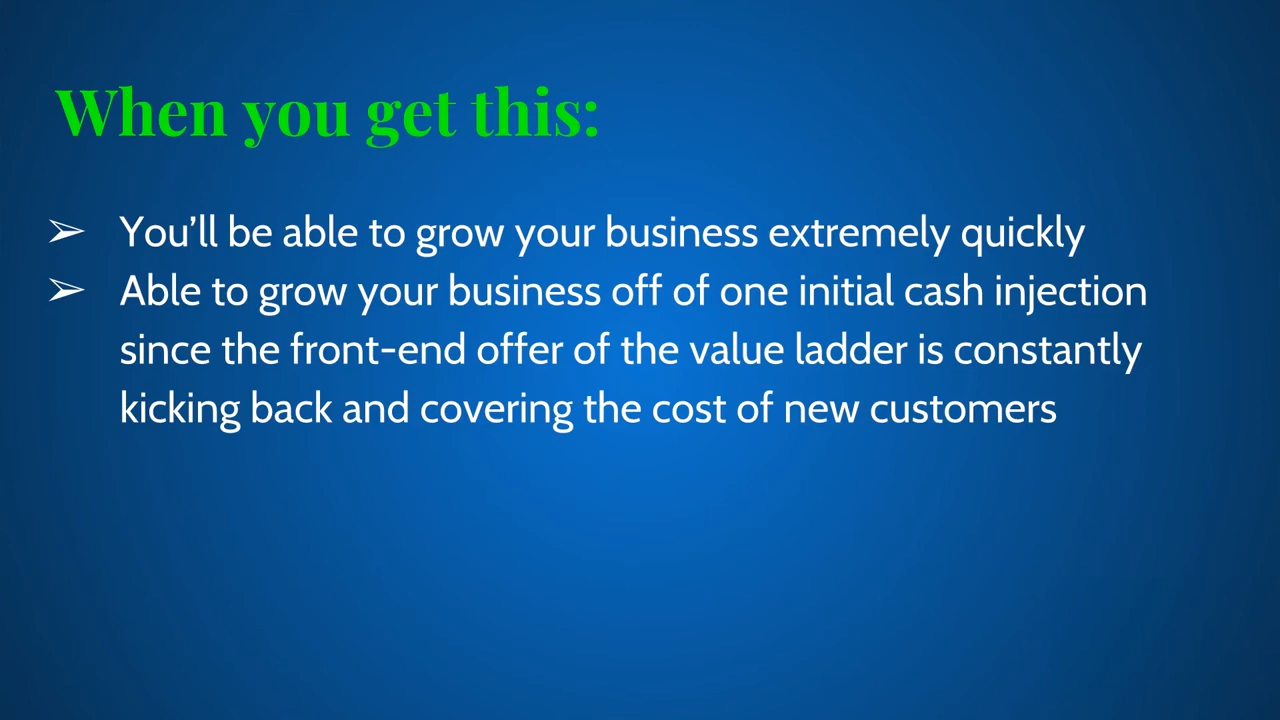 When you get this:
➢ You’ll be able to grow your business extremely quickly
➢ Able to grow your business off of one initial cash injection
since the front-end offer of the value ladder is constantly
kicking back and covering the cost of new customers